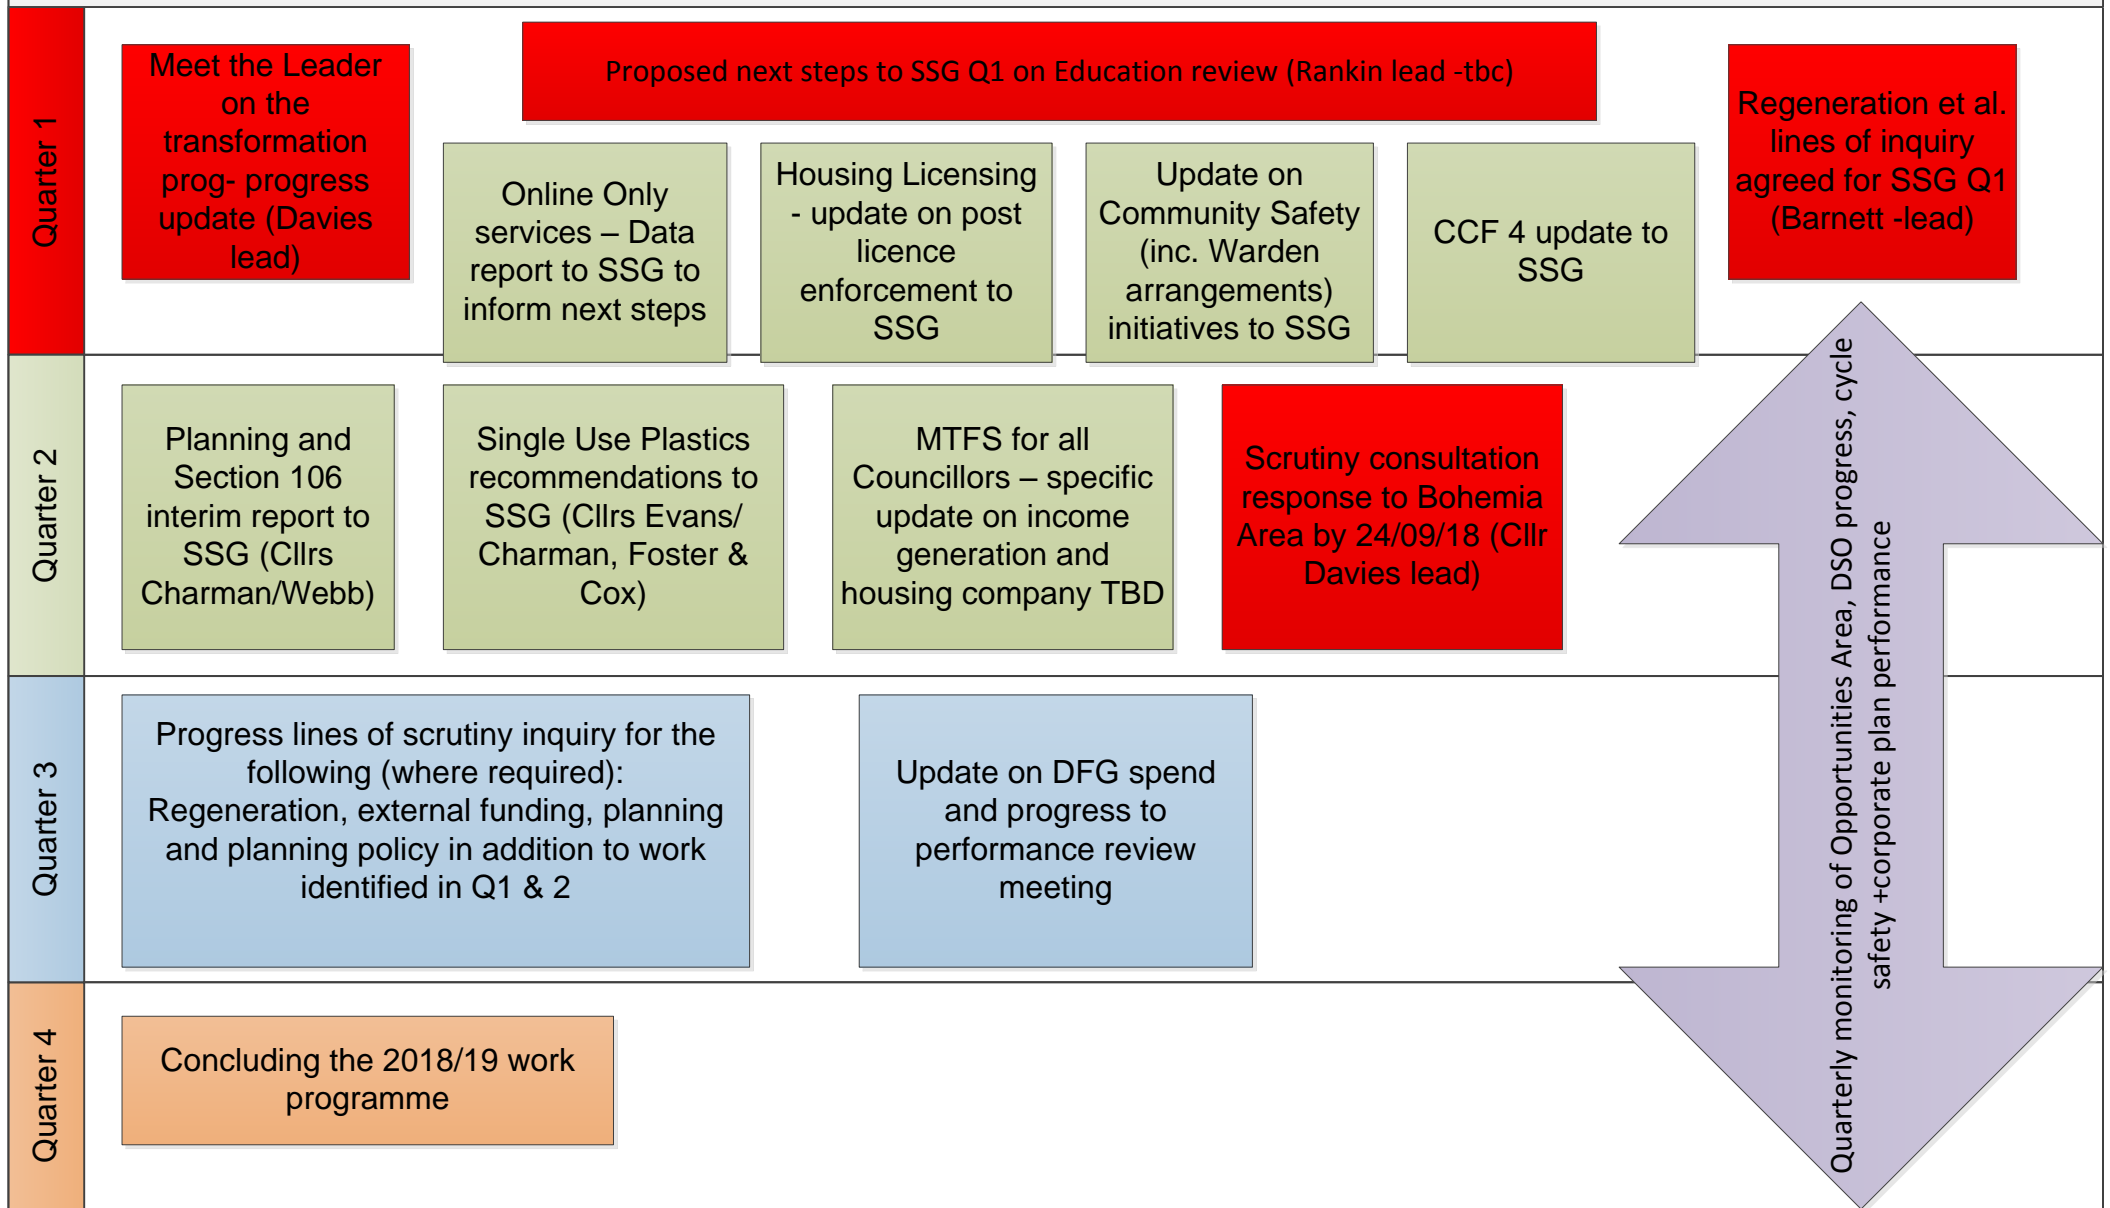 Quarter 1
Meet the Leader
on the
transformation
prog- progress
update (Davies
lead)
Proposed next steps to SSG Q1 on Education review (Rankin lead -tbc)
Online Only
services – Data
report to SSG to
inform next steps
Housing Licensing
- update on post
licence
enforcement to
SSG
Update on
Community Safety
(inc. Warden
arrangements)
initiatives to SSG
CCF 4 update to
SSG
Regeneration et al.
lines of inquiry
agreed for SSG Q1
(Barnett -lead)
Quarter 2
Planning and
Section 106
interim report to
SSG (Cllrs
Charman/Webb)
Single Use Plastics
recommendations to
SSG (Cllrs Evans/
Charman, Foster &
Cox)
MTFS for all
Councillors – specific
update on income
generation and
housing company TBD
Scrutiny consultation
response to Bohemia
Area by 24/09/18 (Cllr
Davies lead)
Quarterly monitoring of Opportunities Area, DSO progress, cycle
safety +corporate plan performance
Quarter 3
Progress lines of scrutiny inquiry for the
following (where required):
Regeneration, external funding, planning
and planning policy in addition to work
identified in Q1 & 2
Update on DFG spend
and progress to
performance review
meeting
Quarter 4
Concluding the 2018/19 work
programme